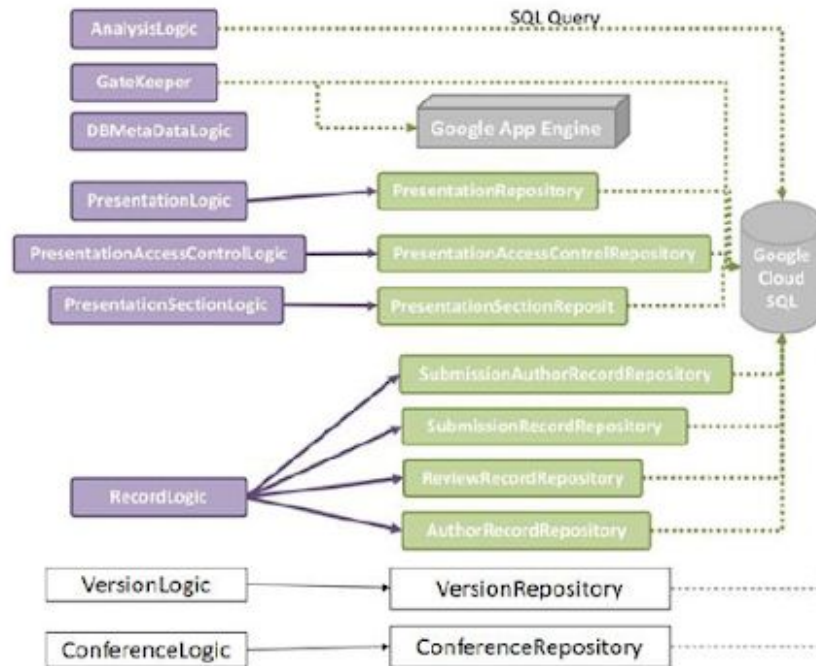 SQL Query
AnalysisLogic
GateKeeper
DBMetaDataLogic
Google App Engine
PresentationLogic
PresentationRepository
PresentationAccessControlLogic
PresentationAccessControlRepository
PresentationSectionLogic
PresentationSectionReposit
Google
Cloud
SQL
SubmissionAuthorRecordRepository
SubmissionRecordRepository
RecordLogic
ReviewRecordRepository
AuthorRecordRepository
VersionLogic
VersionRepository
ConferenceLogic
ConferenceRepository